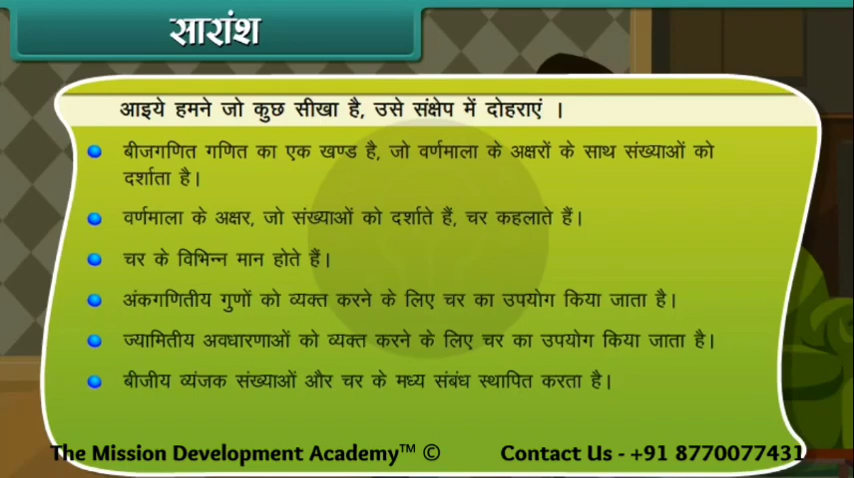 सारांश
आइये हमने जो कुछ सीखा है, उसे संक्षेप में दोहराएं ।
बीजगणित गणित का एक खण्ड है, जो वर्णमाला के अक्षरों के साथ संख्याओं को
दर्शाता है।
वर्णमाला के अक्षर, जो संख्याओं को दर्शाते हैं, चर कहलाते हैं।
चर के विभिन्न मान होते हैं।
अंकगणितीय गुणों को व्यक्त करने के लिए चर का उपयोग किया जाता है।
ज्यामितीय अवधारणाओं को व्यक्त करने के लिए चर का उपयोग किया जाता है।
बीजीय व्यंजक संख्याओं और चर के मध्य संबंध स्थापित करता है।
The Mission Development Academy™ © Contact Us - +91 8770077431